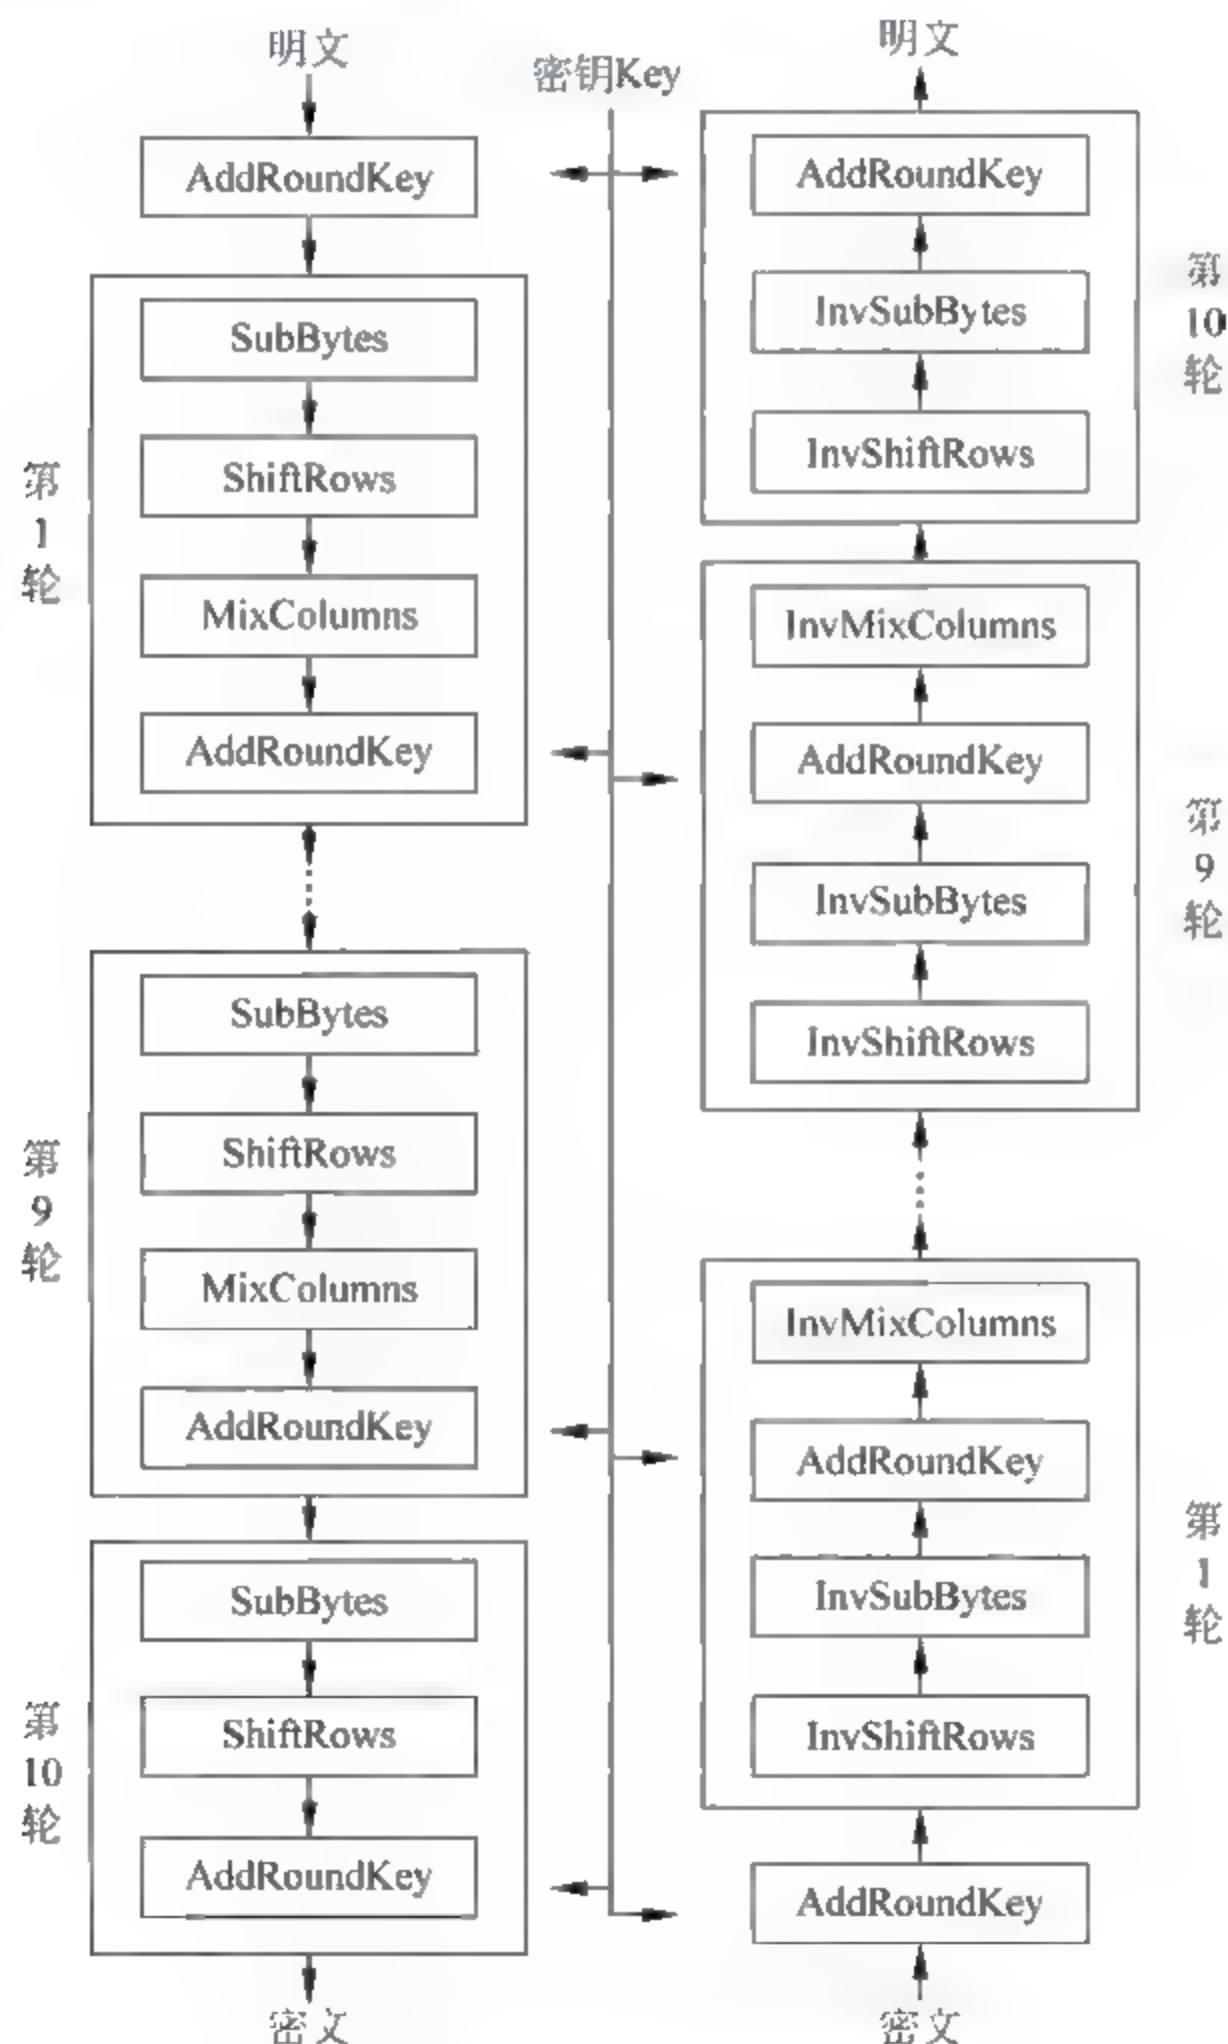 明文
AddRoundKey
第
1
轮
SubBytes
ShiftRows
MixColumns
AddRoundKey
第
9
轮
SubBytes
ShiftRows
MixColumns
AddRoundKey
第
10
轮
SubBytes
ShiftRows
AddRoundKey
密文
密钥Key
明文
AddRoundKey
InvSubBytes
InvShiftRows
第
10
轮
InvMixColumns
AddRoundKey
InvSubBytes
InvShiftRows
第
9
轮
InvMixColumns
AddRoundKey
InvSubBytes
InvShiftRows
第
1
轮
AddRoundKey
密文